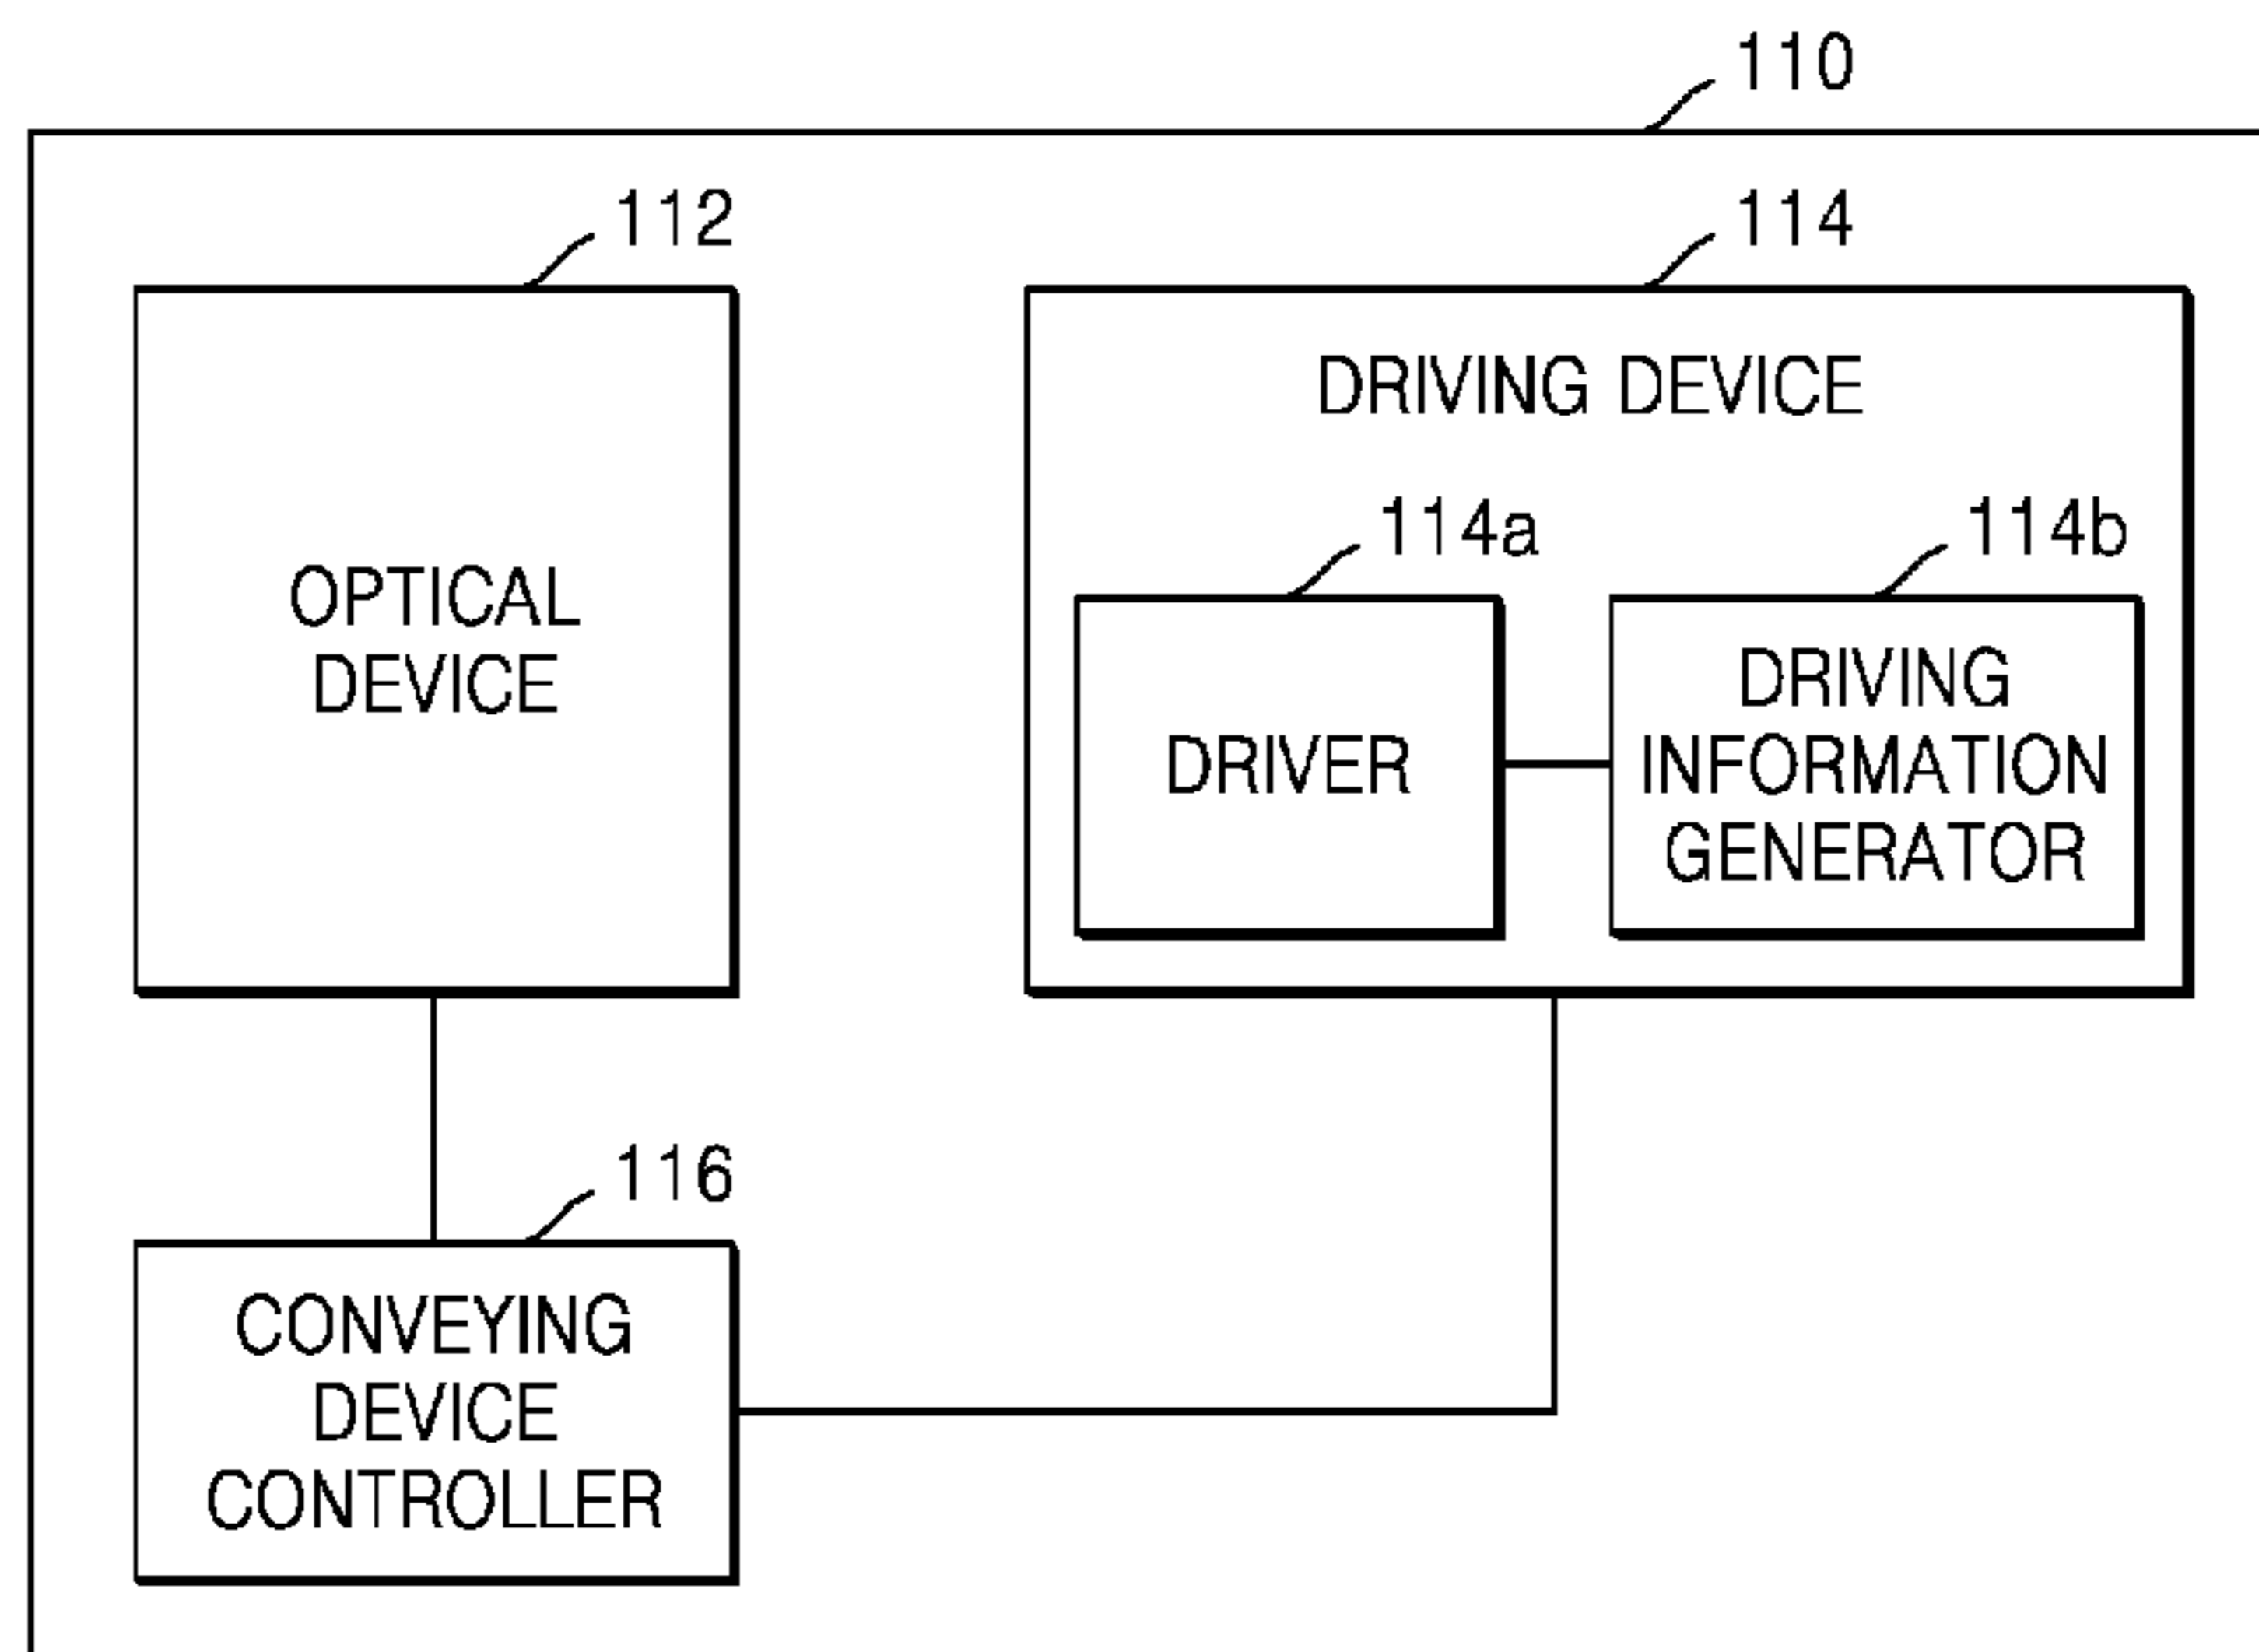 110
112
114
DRIVING DEVICE
114a
114b
OPTICAL
DEVICE
DRIVER
DRIVING
INFORMATION
GENERATOR
116
CONVEYING
DEVICE
CONTROLLER